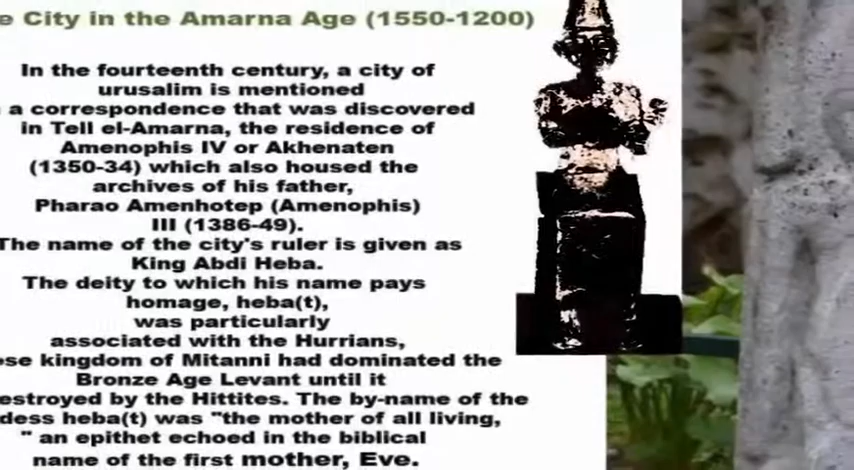 e City in the Amarna Age (1550-1200)
In the fourteenth century, a city of
urusalim is mentioned
a correspondence that was discovered
in Tell el-Amarna, the residence of
Amenophis IV or Akhenaten
(1350-34) which also housed the
archives of his father,
Pharao Amenhotep (Amenophis)
III (1386-49).
The name of the city's ruler is given as
King Abdi Heba.
The deity to which his name pays
homage, heba(t),
was particularly
associated with the Hurrians,
ose kingdom of Mitanni had dominated the
Bronze Age Levant until it
estroyed by the Hittites. The by-name of the
dess heba(t) was "the mother of all living,
" an epithet echoed in the biblical
name of the first mother, Eve.